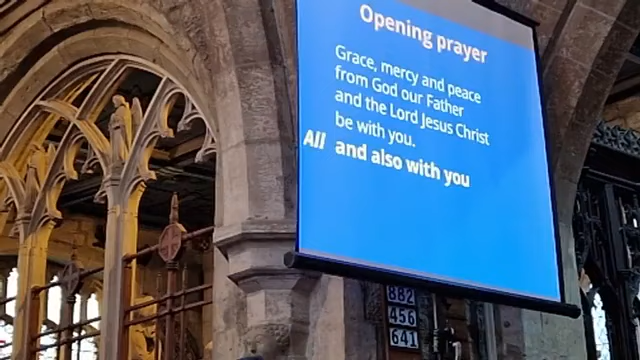 Opening prayer
Grace, mercy and peace
from God our Father
and the Lord Jesus Christ
be with you.
All and also with you
882
456
641